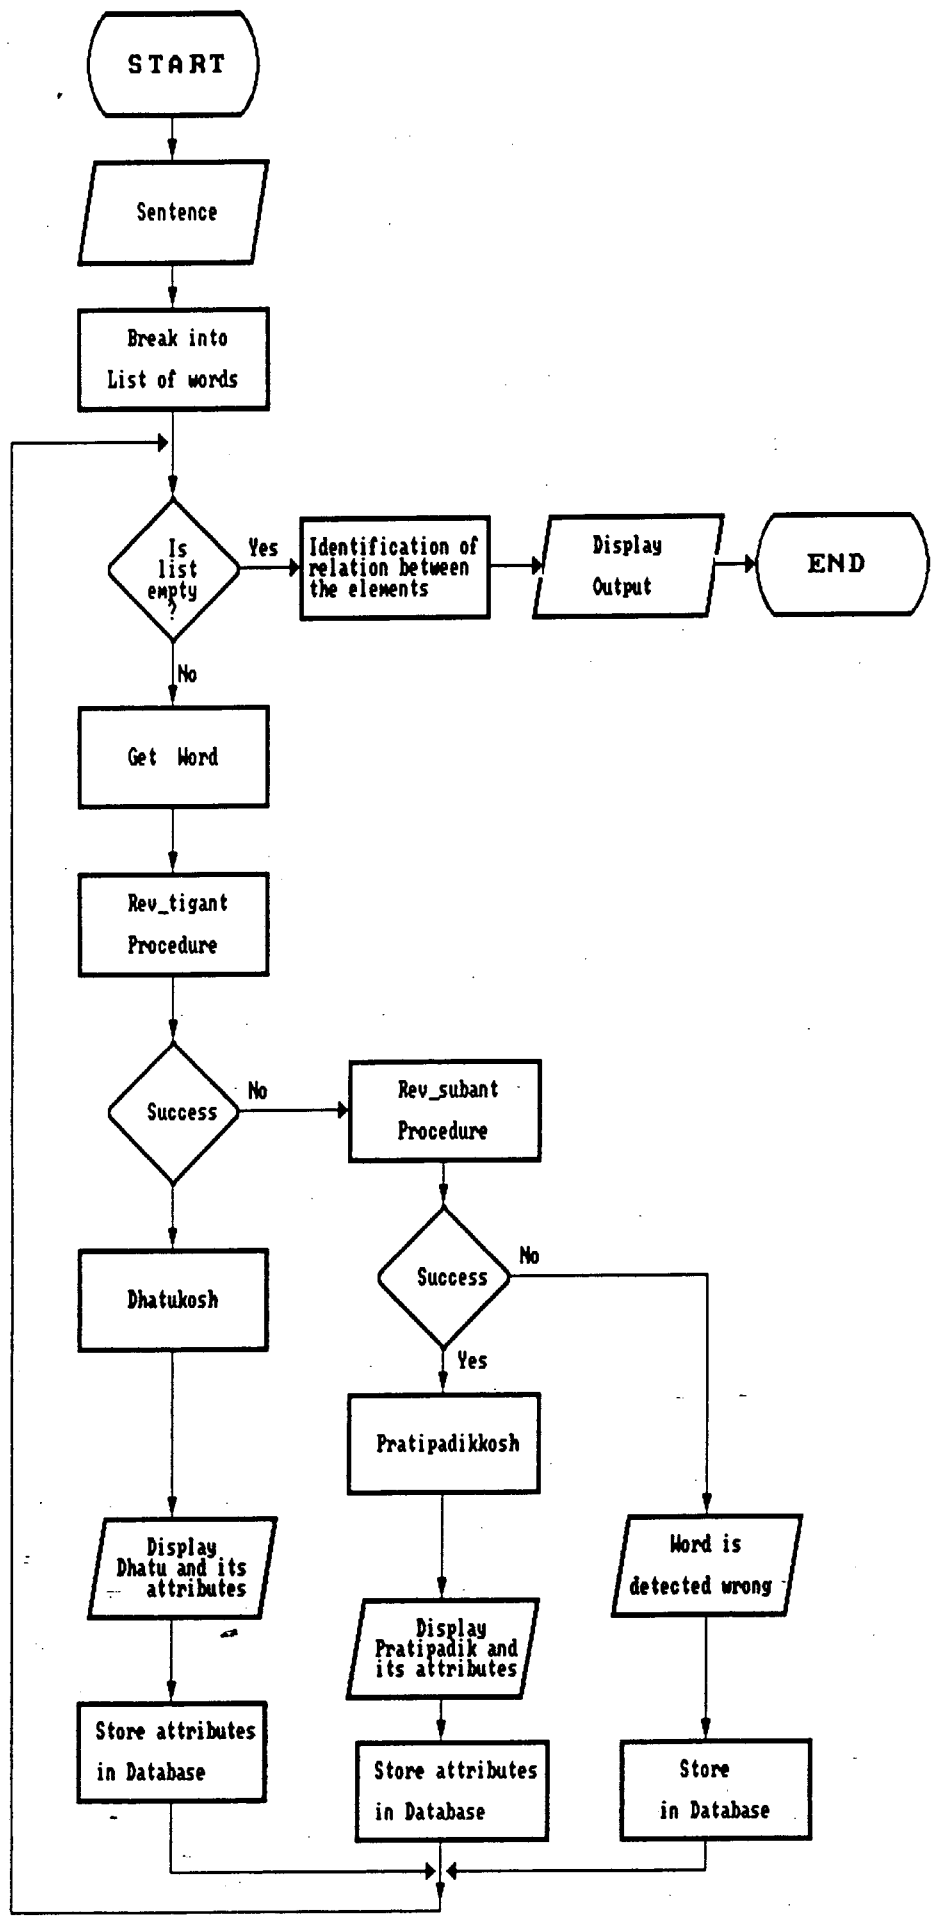 START
Sentence
Break into
List of words
Is
list
empty
?
Yes
Identification of
relation between
the elements
Display
Output
END
No
Get Word
Rev_tigant
Procedure
Success
No
Rev_subant
Procedure
Success
No
Yes
Dhatukosh
Pratipadikkosh
Display
Dhatu and its
attributes
Word is
detected wrong
Display
Pratipadik and
its attributes
Store attributes
in Database
Store attributes
in Database
Store
in Database